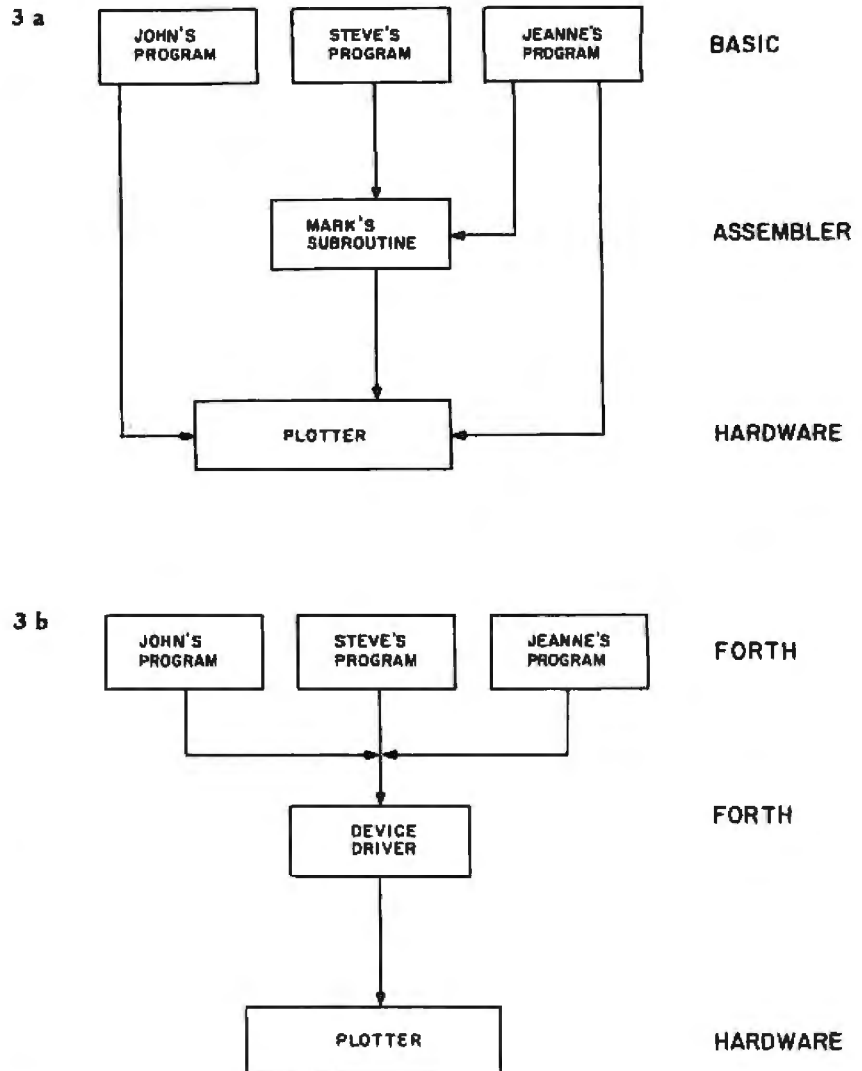 3 a
JOHN'S
PROGRAM
STEVE'S
PROGRAM
JEANNE'S
PROGRAM
BASIC
MARK'S
SUBROUTINE
ASSEMBLER
PLOTTER
HARDWARE
3 b
JOHN'S
PROGRAM
STEVE'S
PROGRAM
JEANNE'S
PROGRAM
FORTH
DEVICE
DRIVER
FORTH
PLOTTER
HARDWARE